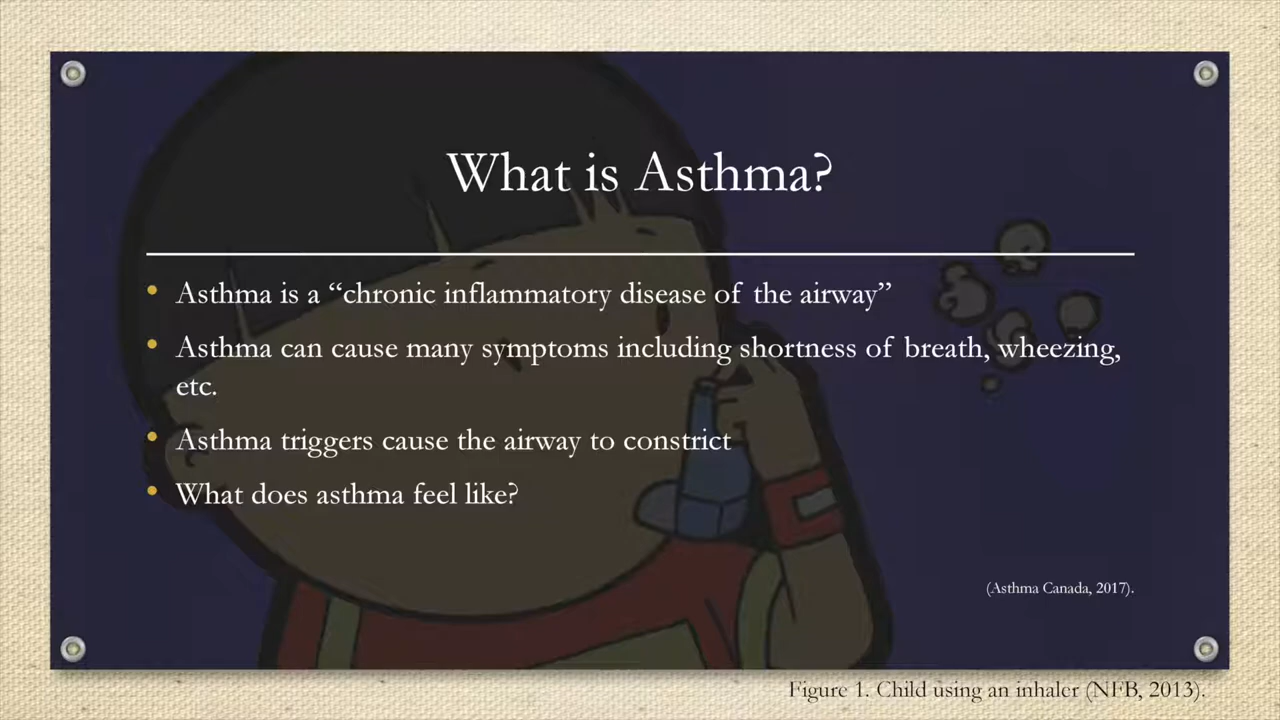 What is Asthma?
• Asthma is a “chronic inflammatory disease of the airway”
• Asthma can cause many symptoms including shortness of breath, wheezing,
etc.
• Asthma triggers cause the airway to constrict
• What does asthma feel like?
(Asthma Canada, 2017).
Figure 1. Child using an inhaler (NFB, 2013).